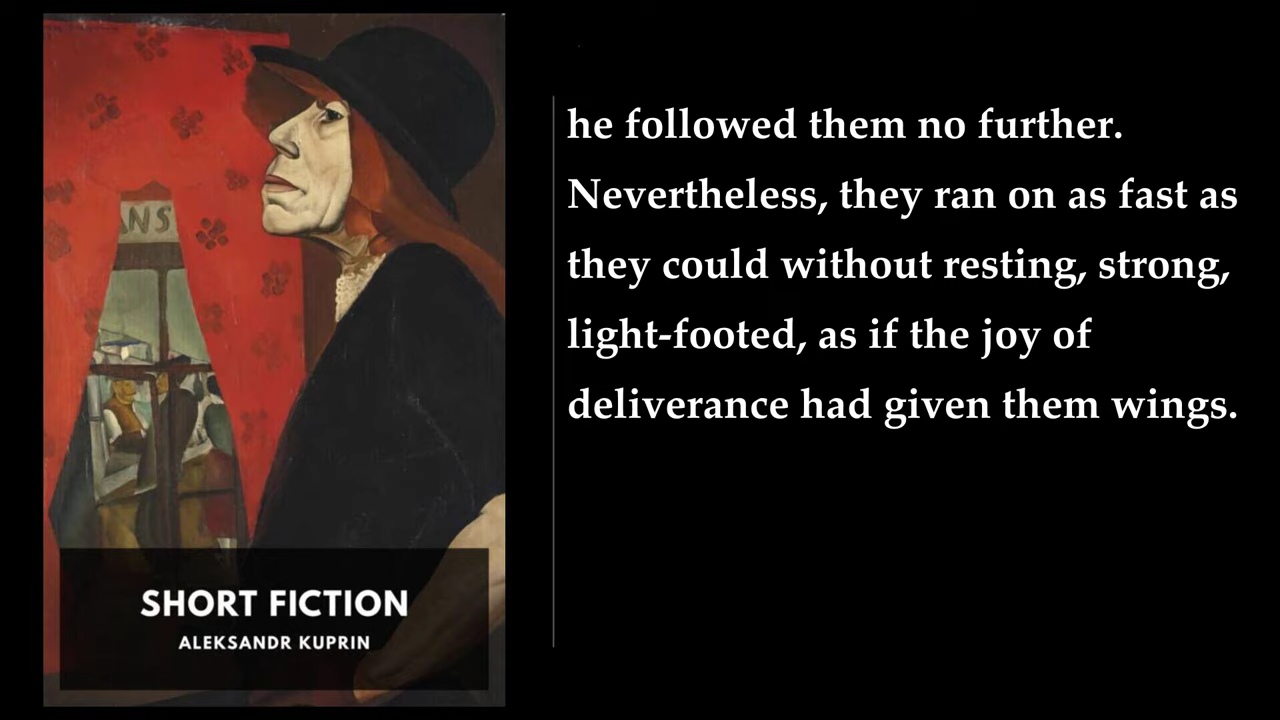 he followed them no further.
Nevertheless, they ran on as fast as
they could without resting, strong,
light-footed, as if the joy of
deliverance had given them wings.
ANS
SHORT FICTION
ALEKSANDR KUPRIN